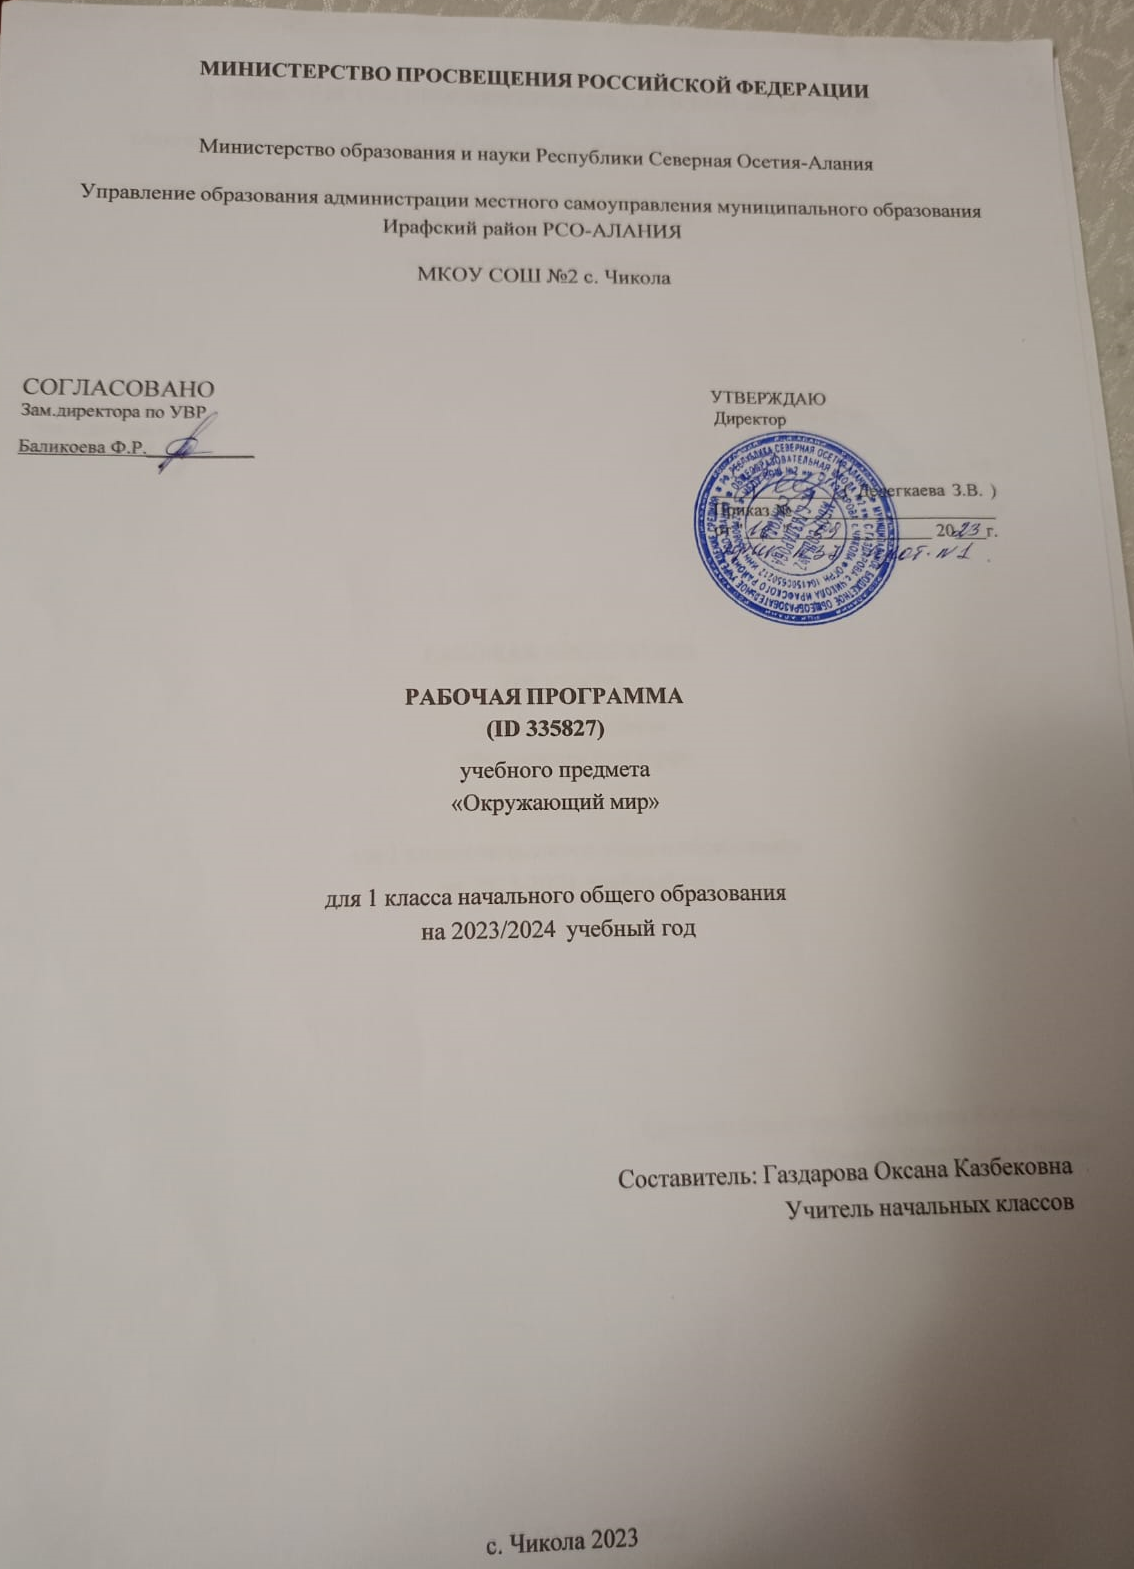 МИНИСТЕРСТВО ПРОСВЕЩЕНИЯ РОССИЙСКОЙ ФЕДЕРАЦИИ
Министерство образования и науки Республики Северная Осетия-Алания
Управление образования администрации местного самоуправления муниципального образования
Ирафский район РСО-АЛАНИЯ
МКОУ СОШ №2 с. Чикола
СОГЛАСОВАНО
Зам.директора по УВР
Баликоева Ф.Р.
УТВЕРЖДАЮ
Директор
З.В. )
Приказ №
от 2023 г.
прот. №1
РАБОЧАЯ ПРОГРАММА
(ID 335827)
учебного предмета
«Окружающий мир»
для 1 класса начального общего образования
на 2023/2024 учебный год
Составитель: Газдарова Оксана Казбековна
Учитель начальных классов
с. Чикола 2023